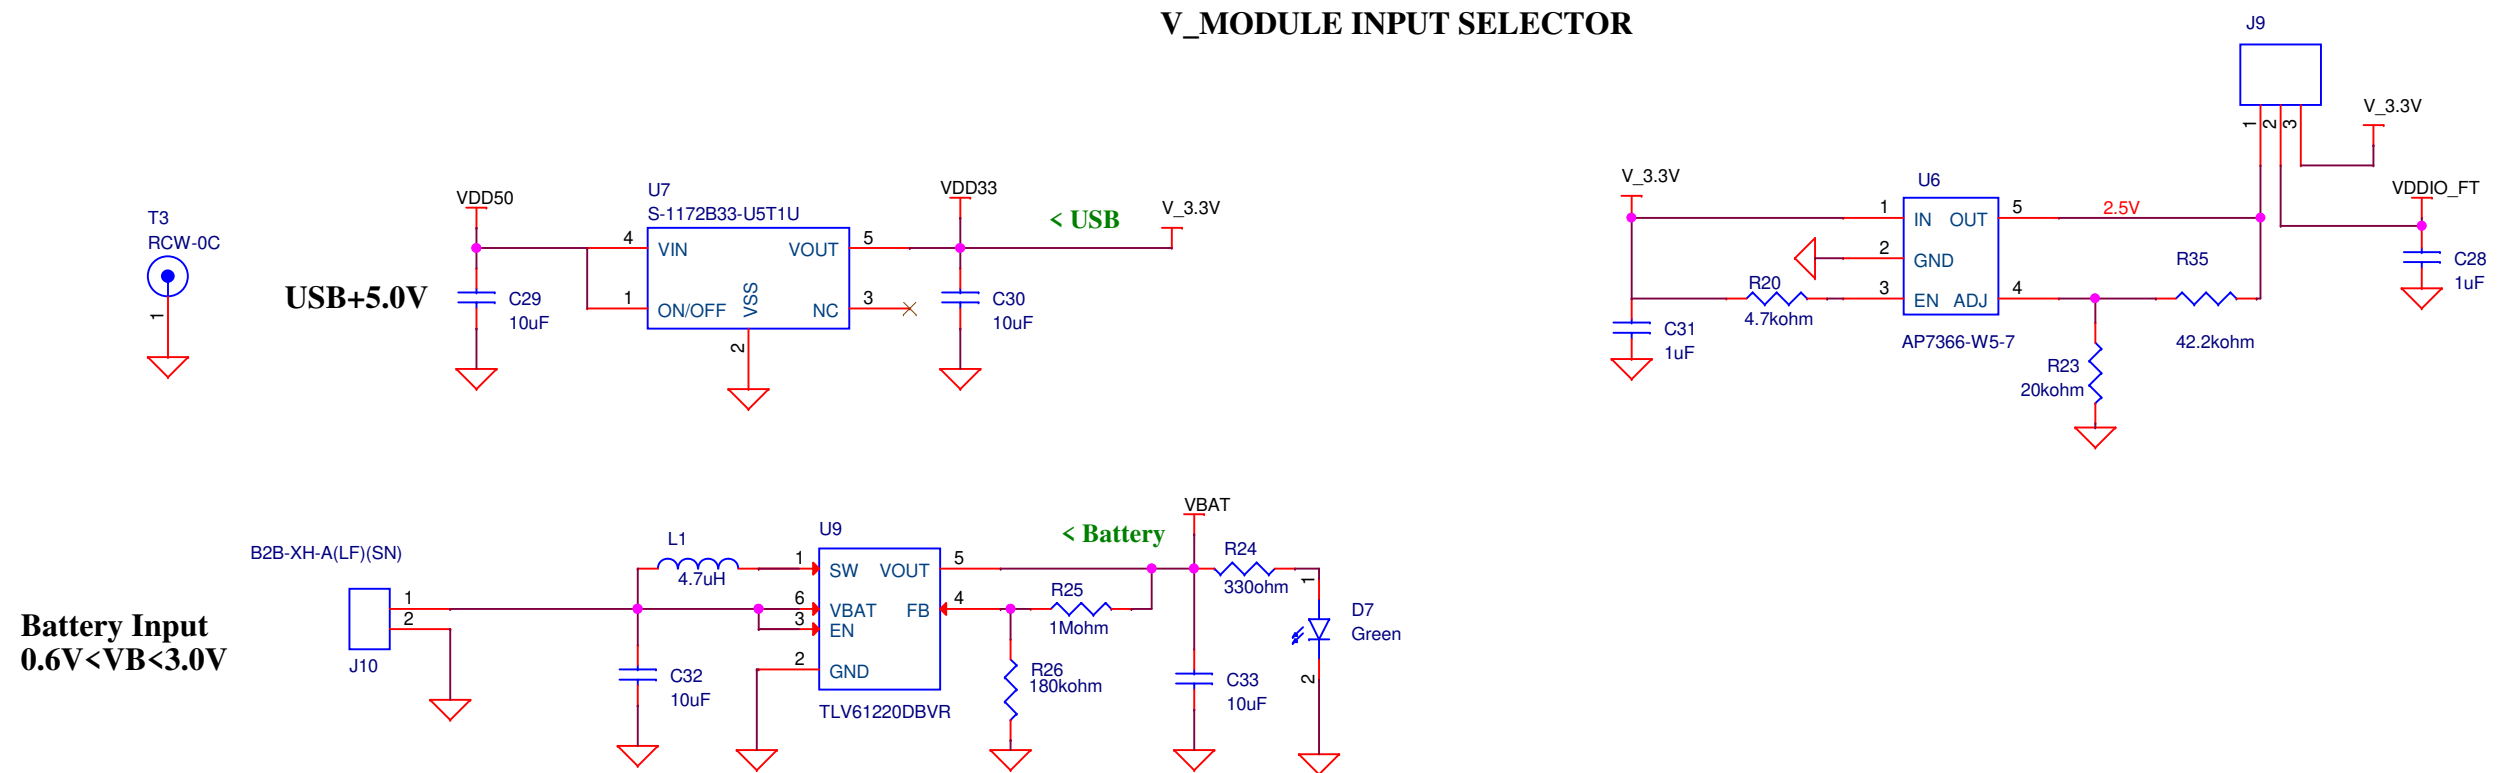 V_MODULE INPUT SELECTOR
T3
RCW-0C
1
USB+5.0V
VDD50
C29
10uF
U7
S-1172B33-U5T1U
4
VIN
VOUT
5
1
ON/OFF
VSS
NC
3
2
VDD33
C30
10uF
< USB
V_3.3V
V_3.3V
C31
1uF
R20
4.7kohm
U6
1
IN
OUT
5
2
GND
3
EN
ADJ
4
AP7366-W5-7
2.5V
R23
20kohm
R35
42.2kohm
J9
1
2
3
V_3.3V
VDDIO_FT
C28
1uF
Battery Input
0.6V<VB<3.0V
B2B-XH-A(LF)(SN)
1
2
J10
L1
4.7uH
C32
10uF
U9
1
SW
VOUT
5
6
VBAT
FB
4
3
EN
2
GND
TLV61220DBVR
< Battery
R25
1Mohm
R26
180kohm
VBAT
R24
330ohm
C33
10uF
1
D7
Green
2